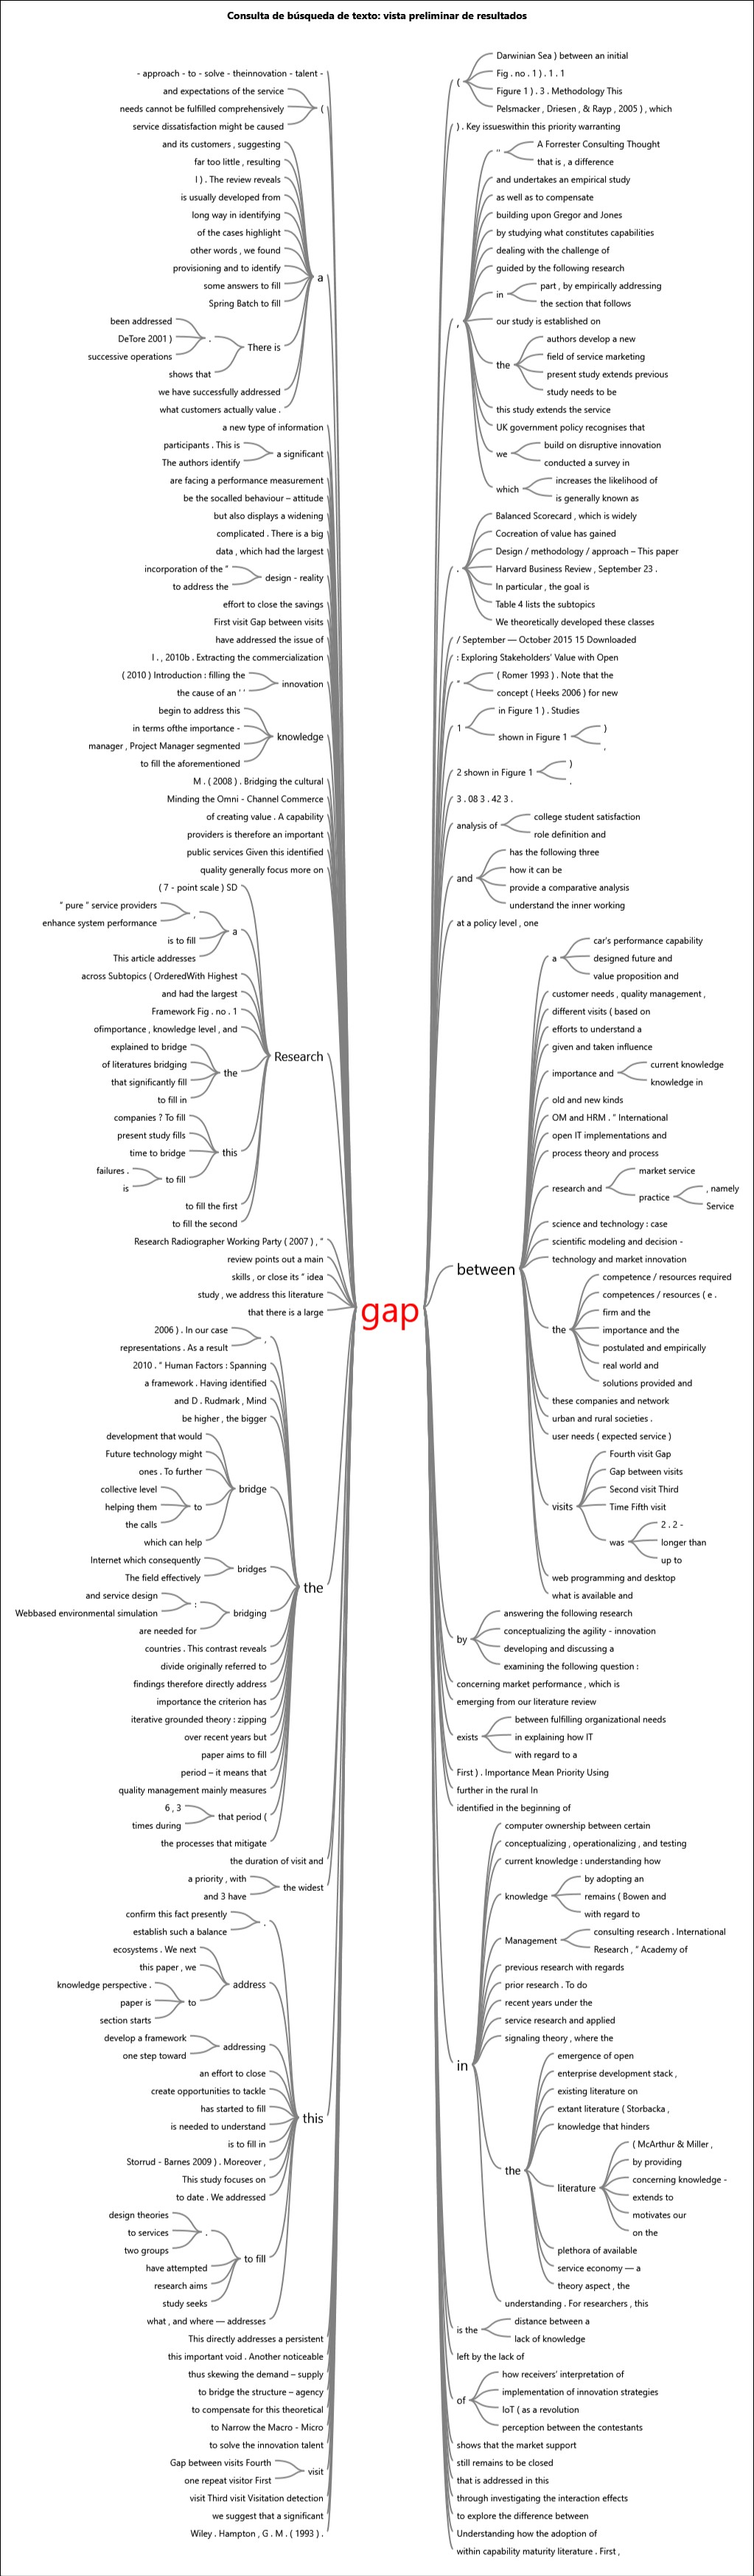 Consulta de búsqueda de texto: vista preliminar de resultados
- approach - to - solve - theinnovation - talent -
and expectations of the service
needs cannot be fulfilled comprehensively
(
service dissatisfaction might be caused
and its customers , suggesting
far too little , resulting
I ) . The review reveals
is usually developed from
long way in identifying
of the cases highlight
other words , we found
provisioning and to identify
a
some answers to fill
Spring Batch to fill
been addressed
DeTore 2001 )
.
There is
successive operations
shows that
we have successfully addressed
what customers actually value .
a new type of information
participants . This is
a significant
The authors identify
are facing a performance measurement
be the socalled behaviour – attitude
but also displays a widening
complicated . There is a big
data , which had the largest
incorporation of the "
design - reality
to address the
effort to close the savings
First visit Gap between visits
have addressed the issue of
I . , 2010b . Extracting the commercialization
( 2010 ) Introduction : filling the
innovation
the cause of an ' '
begin to address this
in terms ofthe importance -
knowledge
manager , Project Manager segmented
to fill the aforementioned
M . ( 2008 ) . Bridging the cultural
Minding the Omni - Channel Commerce
of creating value . A capability
providers is therefore an important
public services Given this identified
quality generally focus more on
( 7 - point scale ) SD
" pure " service providers
,
enhance system performance
a
is to fill
This article addresses
across Subtopics ( OrderedWith Highest
and had the largest
Framework Fig . no . 1
ofimportance , knowledge level , and
explained to bridge
Research
of literatures bridging
the
that significantly fill
to fill in
companies ? To fill
present study fills
this
time to bridge
failures .
to fill
is
to fill the first
to fill the second
Research Radiographer Working Party ( 2007 ) , "
review points out a main
skills , or close its " idea
study , we address this literature
that there is a large
gap
2006 ) . In our case
,
representations . As a result
2010 . " Human Factors : Spanning
a framework . Having identified
and D . Rudmark , Mind
be higher , the bigger
development that would
Future technology might
ones . To further
bridge
collective level
to
helping them
the calls
which can help
Internet which consequently
bridges
The field effectively
the
and service design
:
Webbased environmental simulation
bridging
are needed for
countries . This contrast reveals
divide originally referred to
findings therefore directly address
importance the criterion has
iterative grounded theory : zipping
over recent years but
paper aims to fill
period – it means that
quality management mainly measures
6 , 3
that period (
times during
the processes that mitigate
the duration of visit and
a priority , with
the widest
and 3 have
confirm this fact presently
.
establish such a balance
ecosystems . We next
this paper , we
address
knowledge perspective .
to
paper is
section starts
develop a framework
addressing
one step toward
an effort to close
create opportunities to tackle
has started to fill
this
is needed to understand
is to fill in
Storrud - Barnes 2009 ) . Moreover ,
This study focuses on
to date . We addressed
design theories
to services
.
two groups
to fill
have attempted
research aims
study seeks
what , and where — addresses
This directly addresses a persistent
this important void . Another noticeable
thus skewing the demand – supply
to bridge the structure – agency
to compensate for this theoretical
to Narrow the Macro - Micro
to solve the innovation talent
Gap between visits Fourth
visit
one repeat visitor First
visit Third visit Visitation detection
we suggest that a significant
Wiley . Hampton , G . M . ( 1993 ) .
Darwinian Sea ) between an initial
Fig . no . 1 ) . 1 . 1
(
Figure 1 ) . 3 . Methodology This
Pelsmacker , Driesen , & Rayp , 2005 ) , which
) . Key issueswithin this priority warranting
A Forrester Consulting Thought
"
that is , a difference
and undertakes an empirical study
as well as to compensate
building upon Gregor and Jones
by studying what constitutes capabilities
dealing with the challenge of
guided by the following research
part , by empirically addressing
in
the section that follows
our study is established on
,
authors develop a new
field of service marketing
the
present study extends previous
study needs to be
this study extends the service
UK government policy recognises that
build on disruptive innovation
we
conducted a survey in
increases the likelihood of
which
is generally known as
Balanced Scorecard , which is widely
Cocreation of value has gained
Design / methodology / approach – This paper
.
Harvard Business Review , September 23 .
In particular , the goal is
Table 4 lists the subtopics
We theoretically developed these classes
/ September — October 2015 15 Downloaded
: Exploring Stakeholders' Value with Open
( Romer 1993 ) . Note that the
"
concept ( Heeks 2006 ) for new
in Figure 1 ) . Studies
1
)
shown in Figure 1
,
)
2 shown in Figure 1
.
3 . 08 3 . 42 3 .
college student satisfaction
analysis of
role definition and
has the following three
how it can be
and
provide a comparative analysis
understand the inner working
at a policy level , one
car's performance capability
a
designed future and
value proposition and
customer needs , quality management ,
different visits ( based on
efforts to understand a
given and taken influence
current knowledge
importance and
knowledge in
old and new kinds
OM and HRM . " International
open IT implementations and
process theory and process
market service
research and
, namely
practice
Service
science and technology : case
scientific modeling and decision -
technology and market innovation
between
competence / resources required
competences / resources ( e .
firm and the
the
importance and the
postulated and empirically
real world and
solutions provided and
these companies and network
urban and rural societies .
user needs ( expected service )
Fourth visit Gap
Gap between visits
Second visit Third
visits
Time Fifth visit
2 . 2 -
was
longer than
up to
web programming and desktop
what is available and
answering the following research
conceptualizing the agility - innovation
by
developing and discussing a
examining the following question :
concerning market performance , which is
emerging from our literature review
between fulfilling organizational needs
exists
in explaining how IT
with regard to a
First ) . Importance Mean Priority Using
further in the rural In
identified in the beginning of
computer ownership between certain
conceptualizing , operationalizing , and testing
current knowledge : understanding how
by adopting an
knowledge
remains ( Bowen and
with regard to
consulting research . International
Management
Research , " Academy of
previous research with regards
prior research . To do
recent years under the
service research and applied
signaling theory , where the
in
emergence of open
enterprise development stack ,
existing literature on
extant literature ( Storbacka ,
knowledge that hinders
the
( McArthur & Miller ,
by providing
concerning knowledge -
literature
extends to
motivates our
on the
plethora of available
service economy — a
theory aspect , the
understanding . For researchers , this
distance between a
is the
lack of knowledge
left by the lack of
how receivers' interpretation of
implementation of innovation strategies
of
IoT ( as a revolution
perception between the contestants
shows that the market support
still remains to be closed
that is addressed in this
through investigating the interaction effects
to explore the difference between
Understanding how the adoption of
within capability maturity literature . First ,